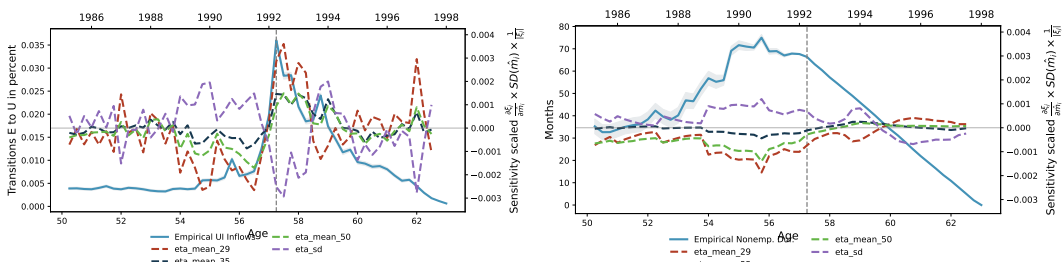 1986 1988 1990 1992 1994 1996 1998
Transitions E to U in percent
0.035
0.030
0.025
0.020
0.015
0.010
0.005
0.000
0.004
0.003
0.002
0.001
0.000
−0.001
−0.002
−0.003
50 52 54 56 58 60 62
Age
Empirical UI Inflows
eta_mean_29
eta_mean_35
eta_mean_50
eta_sd
1986 1988 1990 1992 1994 1996 1998
Months
80
70
60
50
40
30
20
10
0
0.004
0.003
0.002
0.001
0.000
−0.001
−0.002
−0.003
50 52 54 56 58 60 62
Age
Empirical Nonemp.
eta_mean_29
eta_mean_50
eta_sd